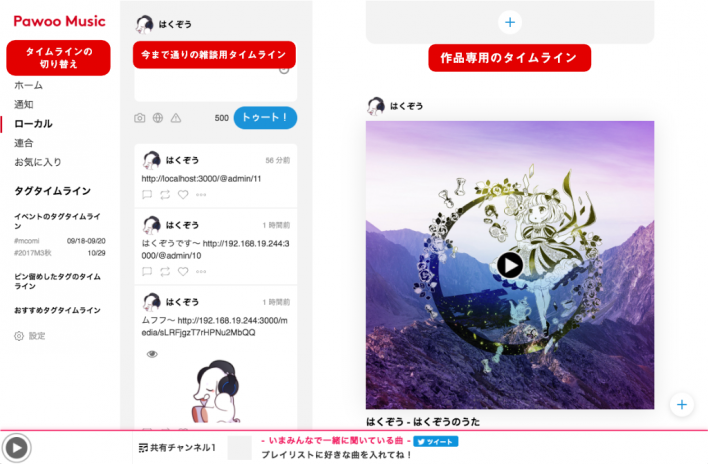 Pawoo Music
タイムラインの
切り替え
ホーム
通知
ローカル
連合
お気に入り
タグタイムライン
イベントのタグタイムライ
ン
#mcomi 09/18-09/20
#2017M3秋 10/29
ピン留めしたタグのタイム
ライン
おすすめタグタイムライン
設定
はくぞう
今まで通りの雑談用タイムライン
500 トゥート！
はくぞう 56 分前
http://localhost:3000/@admin/11
はくぞう 1 時間前
はくぞうです〜 http://192.168.19.244:3
000/@admin/10
はくぞう 1 時間前
ムフフ〜 http://192.168.19.244:3000/m
edia/sLRFjgzT7rHPNu2MbQQ
作品専用のタイムライン
はくぞう
はくぞう - はくぞうのうた
共有チャンネル1
- いまみんなで一緒に聞いている曲 - ツイート
プレイリストに好きな曲を入れてね！